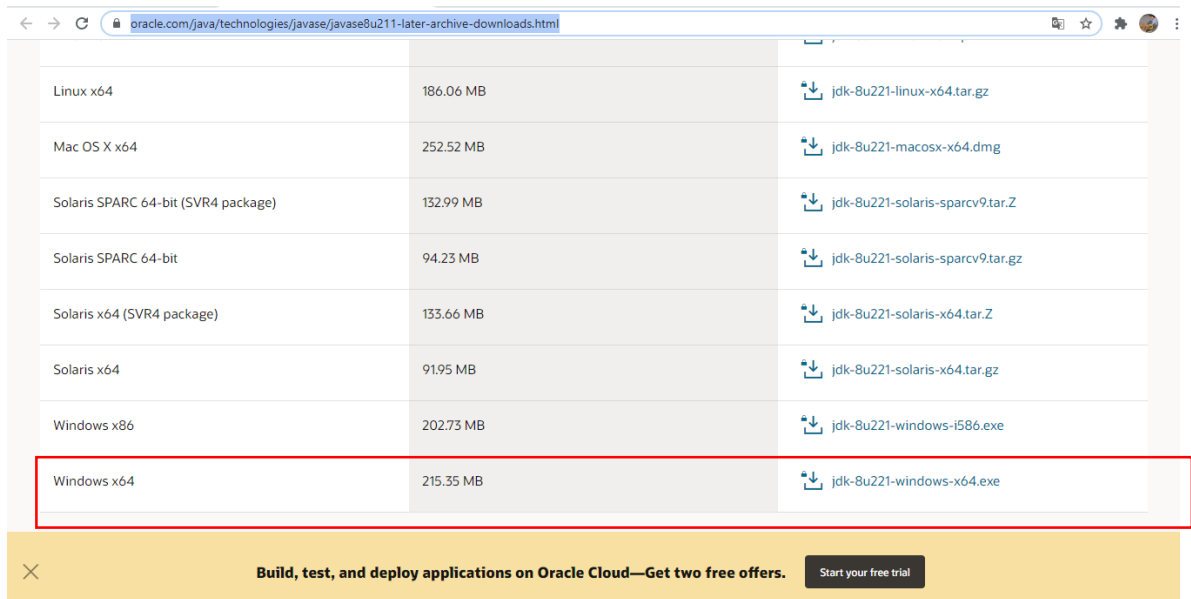 oracle.com/java/technologies/javase/javase8u211-later-archive-downloads.html
Linux x64 186.06 MB jdk-8u221-linux-x64.tar.gz
Mac OS X x64 252.52 MB jdk-8u221-macosx-x64.dmg
Solaris SPARC 64-bit (SVR4 package) 132.99 MB jdk-8u221-solaris-sparcv9.tar.Z
Solaris SPARC 64-bit 94.23 MB jdk-8u221-solaris-sparcv9.tar.gz
Solaris x64 (SVR4 package) 133.66 MB jdk-8u221-solaris-x64.tar.Z
Solaris x64 91.95 MB jdk-8u221-solaris-x64.tar.gz
Windows x86 202.73 MB jdk-8u221-windows-i586.exe
Windows x64 215.35 MB jdk-8u221-windows-x64.exe
Build, test, and deploy applications on Oracle Cloud—Get two free offers. Start your free trial